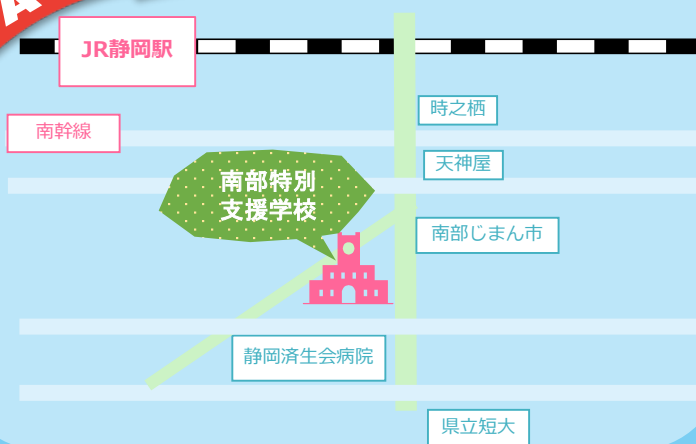 JR静岡駅
時之栖
南幹線
天神屋
南部特別
支援学校
南部じまん市
静岡済生会病院
県立短大